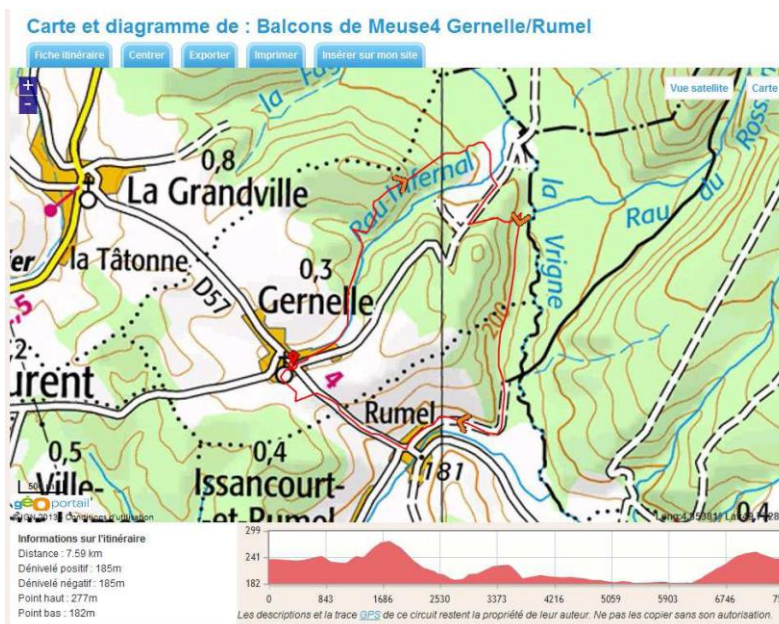 Carte et diagramme de : Balcons de Meuse4 Gernelle/Rumel
Fiche itinéraire
Centrer
Exporter
Imprimer
Insérer sur mon site
+
-
Vue satellite
Carte
la
0,8
La Grandville
Rau-Infernal
la Vrigne
Rau
au
la Tâtonne
D57
0,3
Gernelle
200
4
urent
Rumel
0,5
0,4
181
Ville-
Issancourt-
et-Rumel
0,4
géoportail
Informations sur l'itinéraire
Distance : 7.59 km
Dénivelé positif : 185m
Dénivelé négatif : 185m
Point haut : 277m
Point bas : 182m
299
241
182
0 843 1686 2530 3373 4216 5059 5903 6746
Les descriptions et la trace GPS de ce circuit restent la propriété de leur auteur. Ne pas les copier sans son autorisation.